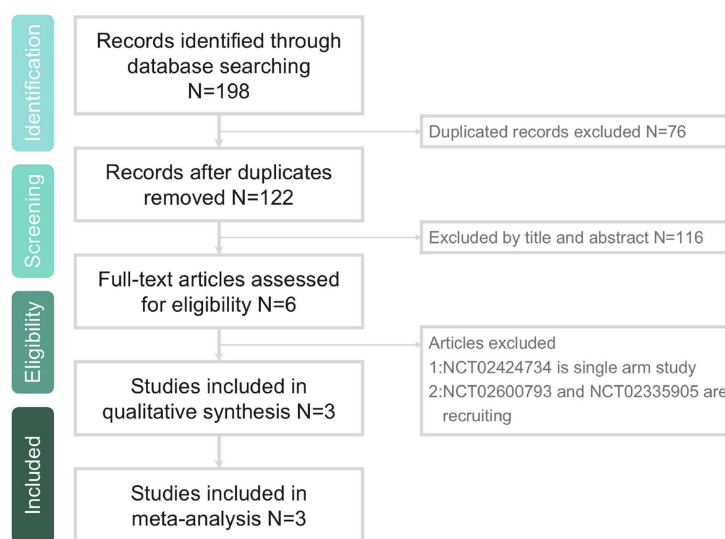 Identification
Records identified through
database searching
N=198
Duplicated records excluded N=76
Screening
Records after duplicates
removed N=122
Excluded by title and abstract N=116
Eligibility
Full-text articles assessed
for eligibility N=6
Articles excluded
1:NCT02424734 is single arm study
2:NCT02600793 and NCT02335905 are
recruiting
Studies included in
qualitative synthesis N=3
Included
Studies included in
meta-analysis N=3